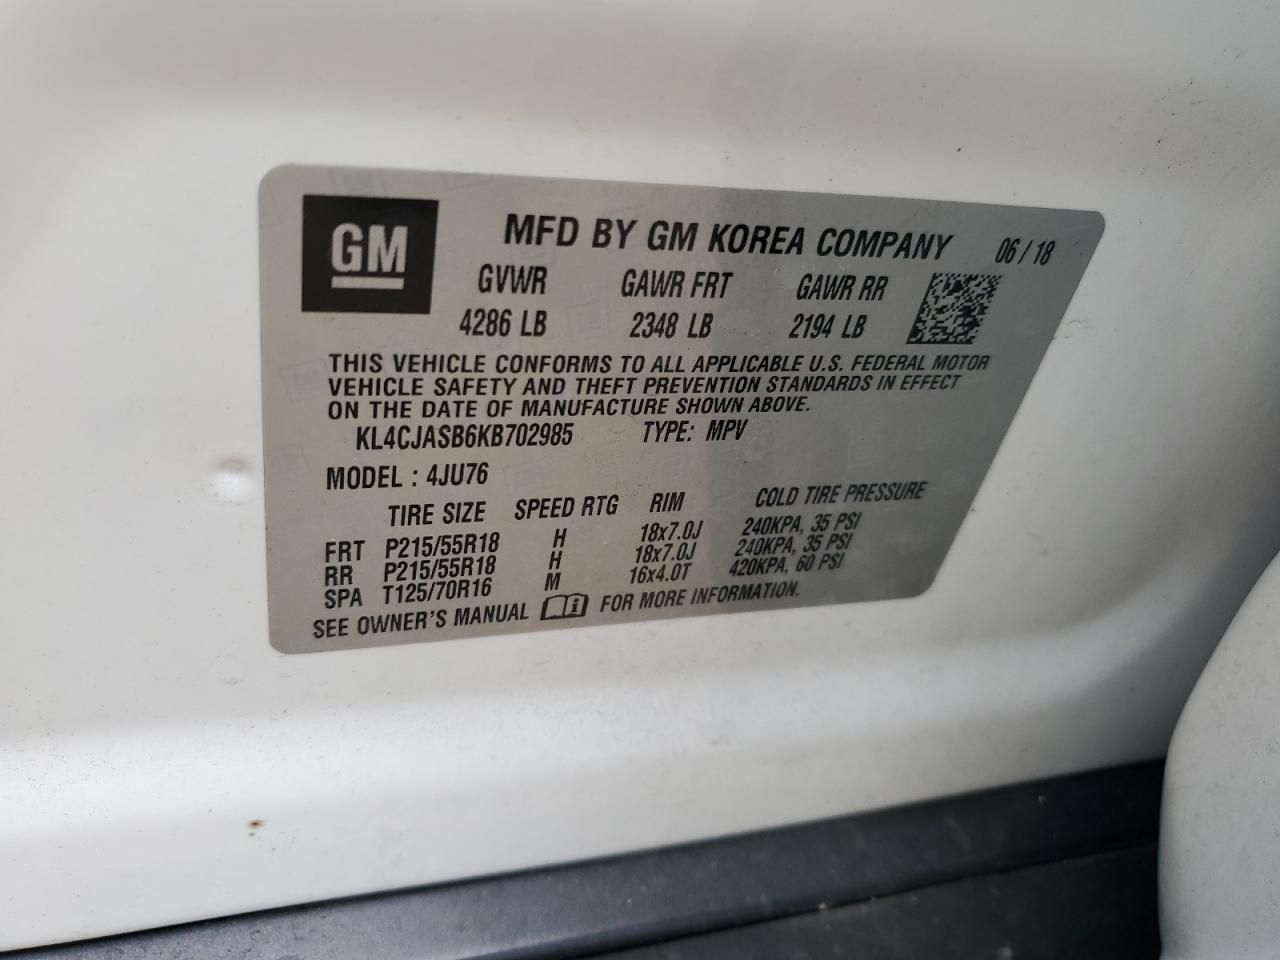 GM
MFD BY GM KOREA COMPANY 06/18
GVWR GAWR FRT GAWR RR
4286 LB 2348 LB 2194 LB
THIS VEHICLE CONFORMS TO ALL APPLICABLE U.S. FEDERAL MOTOR
VEHICLE SAFETY AND THEFT PREVENTION STANDARDS IN EFFECT
ON THE DATE OF MANUFACTURE SHOWN ABOVE.
KL4CJASB6KB702985 TYPE: MPV
MODEL : 4JU76
TIRE SIZE SPEED RTG RIM COLD TIRE PRESSURE
FRT P215/55R18 H 18x7.0J 240KPA, 35 PSI
RR P215/55R18 H 18x7.0J 240KPA, 35 PSI
SPA T125/70R16 M 16x4.0T 420KPA, 60 PSI
SEE OWNER'S MANUAL FOR MORE INFORMATION.